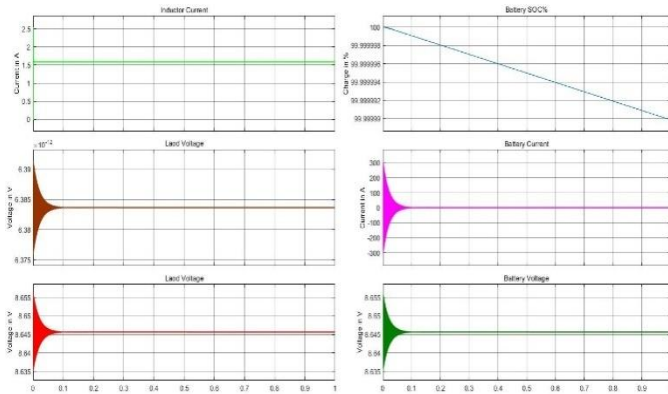 Inductor Current
Current in A
2.5
2
1.5
1
0.5
0
Battery SOC%
Change in %
100
99.999998
99.999996
99.999994
99.999992
99.99999
Laod Voltage
Voltage in V
6.39
6.385
6.38
6.375
Battery Current
Current in A
300
200
100
0
-100
-200
-300
Laod Voltage
Voltage in V
8.655
8.65
8.645
8.64
8.635
0 0.1 0.2 0.3 0.4 0.5 0.6 0.7 0.8 0.9 1
Battery Voltage
Voltage in V
8.655
8.65
8.645
8.64
8.635
0 0.1 0.2 0.3 0.4 0.5 0.6 0.7 0.8 0.9